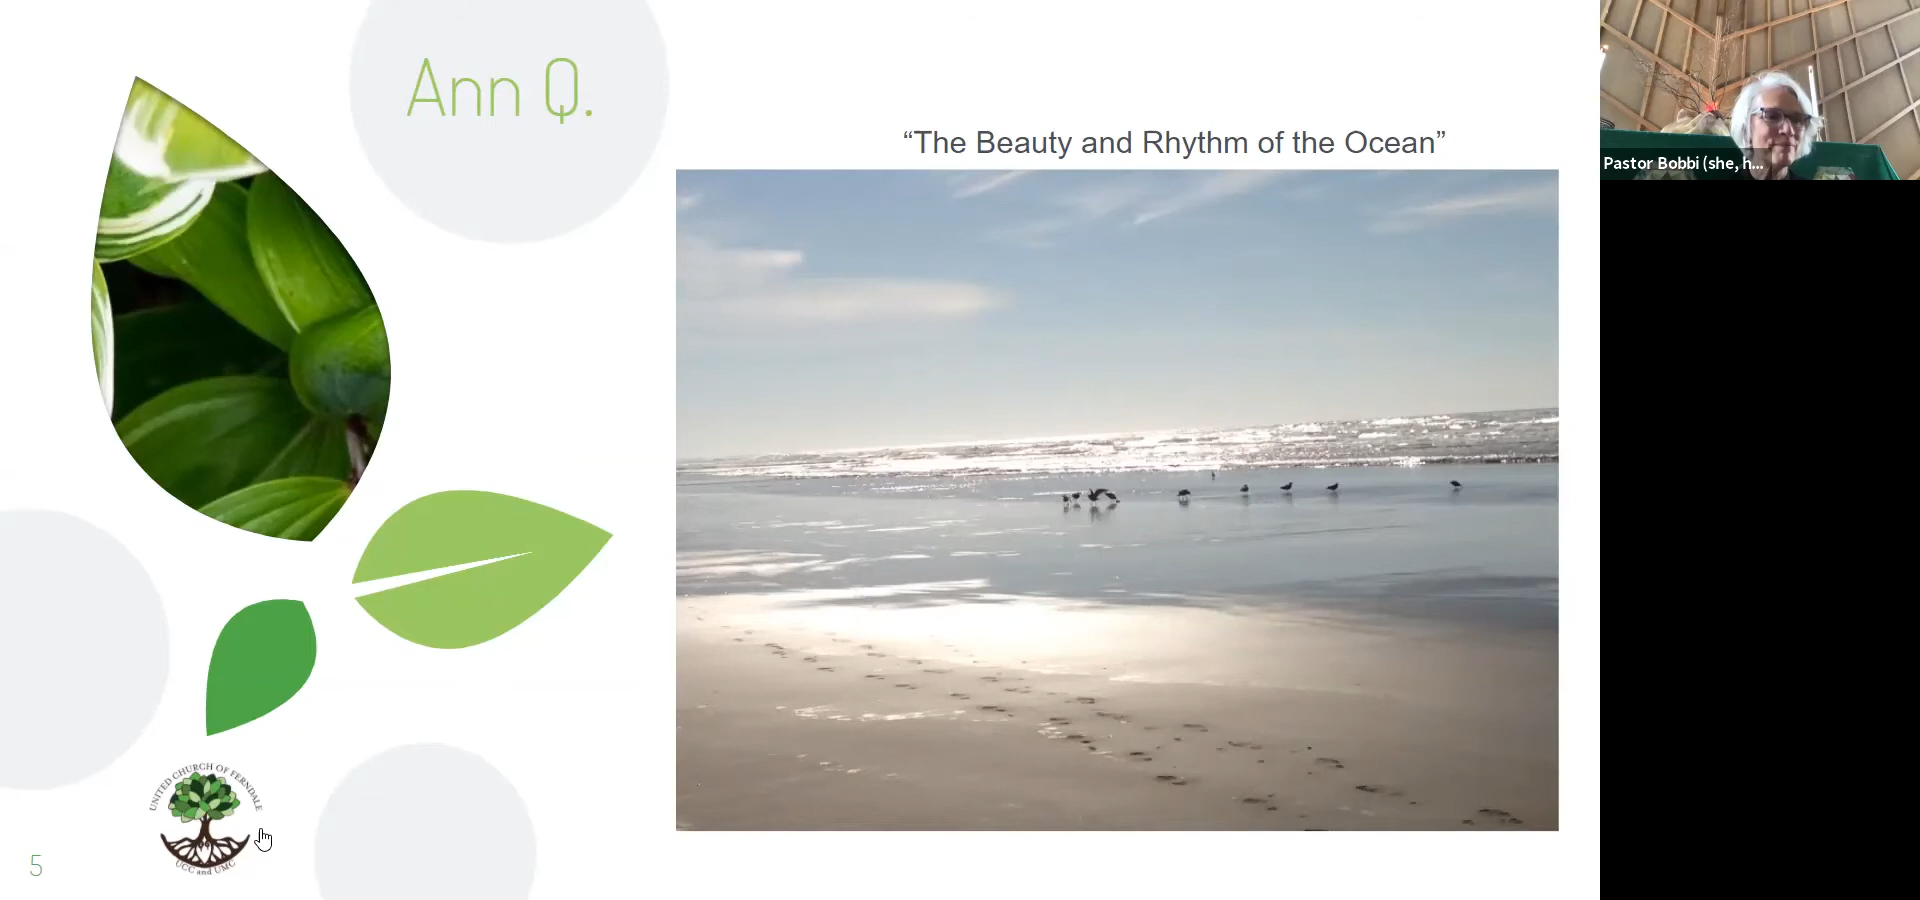 Ann Q.
“The Beauty and Rhythm of the Ocean”
Pastor Bobbi (she, h...
UNITED CHURCH OF FERNDALE
UCC and UMC
5